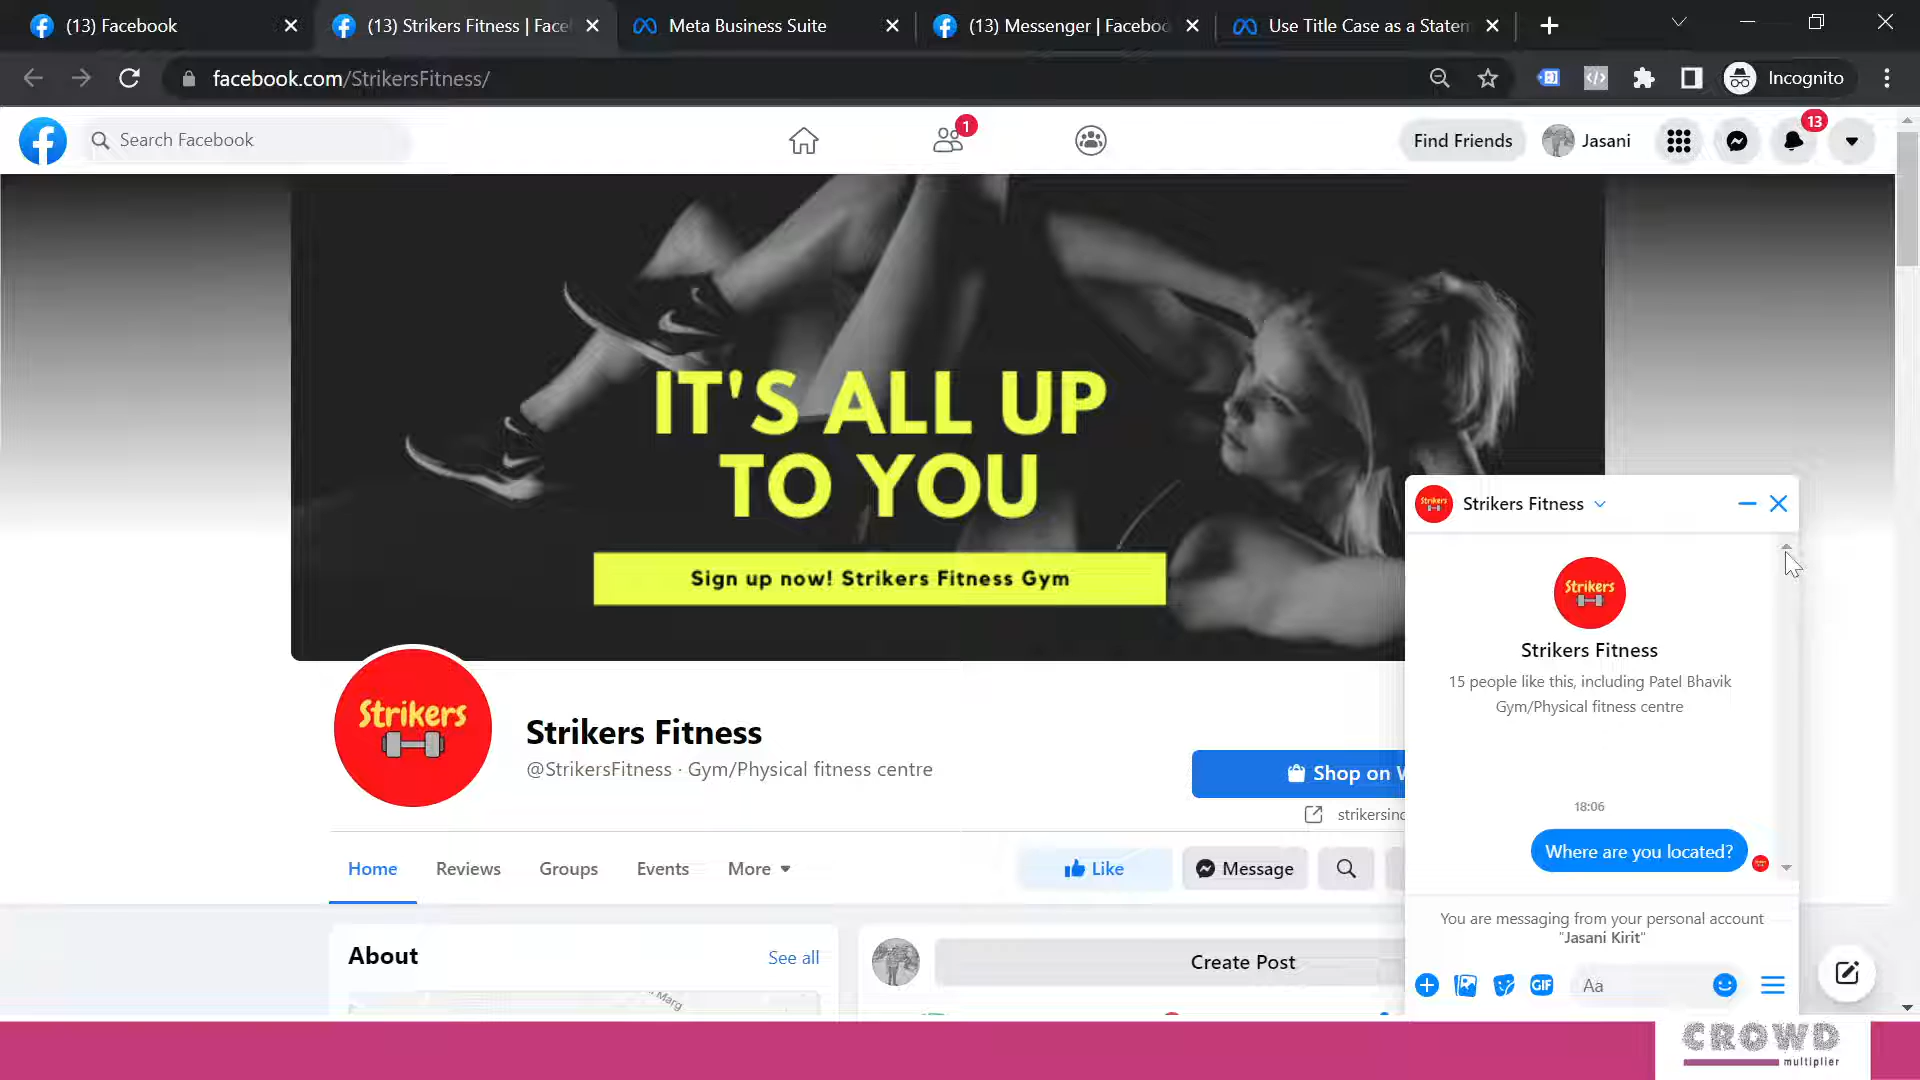 (13) Facebook
(13) Strikers Fitness | Face
Meta Business Suite
(13) Messenger | Faceboo
Use Title Case as a Statem
facebook.com/StrikersFitness/
Incognito
Search Facebook
1
Find Friends
Jasani
13
IT'S ALL UP
TO YOU
Sign up now! Strikers Fitness Gym
Strikers
Strikers Fitness
@StrikersFitness · Gym/Physical fitness centre
Shop on W
strikersinc
Home
Reviews
Groups
Events
More
Like
Message
About
See all
Marg
Create Post
Strikers
Strikers Fitness
Strikers
Strikers Fitness
15 people like this, including Patel Bhavik
Gym/Physical fitness centre
18:06
Where are you located?
You are messaging from your personal account
"Jasani Kirit"
GIF
Aa
CROWD
multiplier